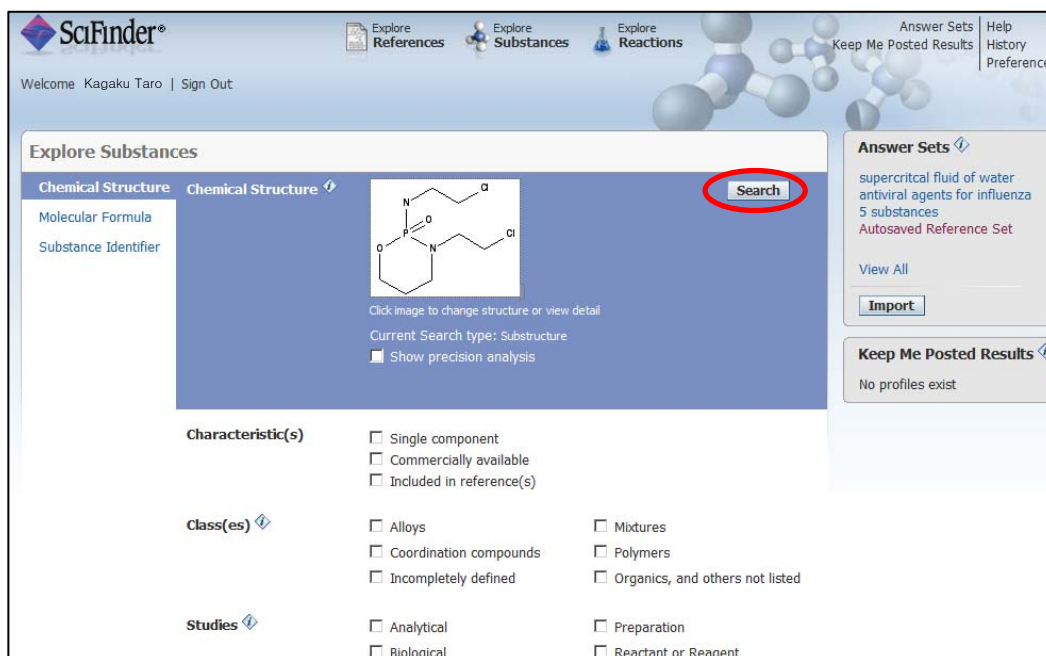 SciFinder®
Explore References
Explore Substances
Explore Reactions
Answer Sets
Help
Keep Me Posted Results
History
Preference
Welcome Kagaku Taro | Sign Out
Explore Substances
Chemical Structure
Molecular Formula
Substance Identifier
Chemical Structure
N
Cl
P
O
O
N
Cl
Search
Click image to change structure or view detail
Current Search type: Substructure
Show precision analysis
Characteristic(s)
Single component
Commercially available
Included in reference(s)
Class(es)
Alloys
Mixtures
Coordination compounds
Polymers
Incompletely defined
Organics, and others not listed
Studies
Analytical
Preparation
Biological
Reactant or Reagent
Answer Sets
supercritcal fluid of water
antiviral agents for influenza
5 substances
Autosaved Reference Set
View All
Import
Keep Me Posted Results
No profiles exist